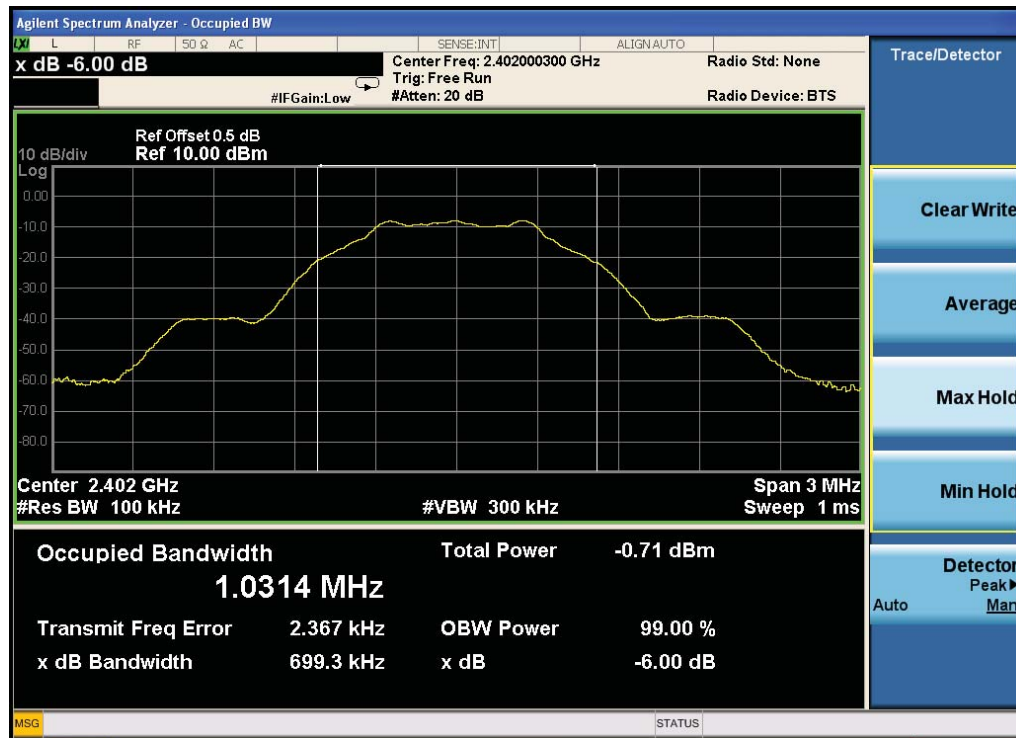 Agilent Spectrum Analyzer - Occupied BW
LXI L RF 50 Ω AC SENSE:INT ALIGN AUTO
x dB -6.00 dB
Center Freq: 2.402000300 GHz
Radio Std: None
Trig: Free Run
#IFGain:Low
#Atten: 20 dB
Radio Device: BTS
Trace/Detector
Ref Offset 0.5 dB
10 dB/div Ref 10.00 dBm
Log
0.00
-10.0
-20.0
-30.0
-40.0
-50.0
-60.0
-70.0
-80.0
Center 2.402 GHz Span 3 MHz
#Res BW 100 kHz #VBW 300 kHz Sweep 1 ms
Occupied Bandwidth Total Power -0.71 dBm
1.0314 MHz
Transmit Freq Error 2.367 kHz OBW Power 99.00 %
x dB Bandwidth 699.3 kHz x dB -6.00 dB
Clear Write
Average
Max Hold
Min Hold
Detector
Peak▶
Auto Man
MSG STATUS